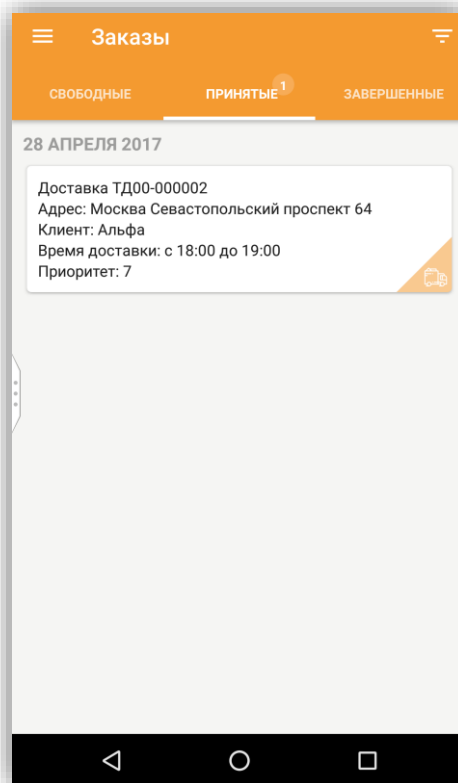 Заказы
СВОБОДНЫЕ
ПРИНЯТЫЕ 1
ЗАВЕРШЕННЫЕ
28 АПРЕЛЯ 2017
Доставка ТД00-000002
Адрес: Москва Севастопольский проспект 64
Клиент: Альфа
Время доставки: с 18:00 до 19:00
Приоритет: 7